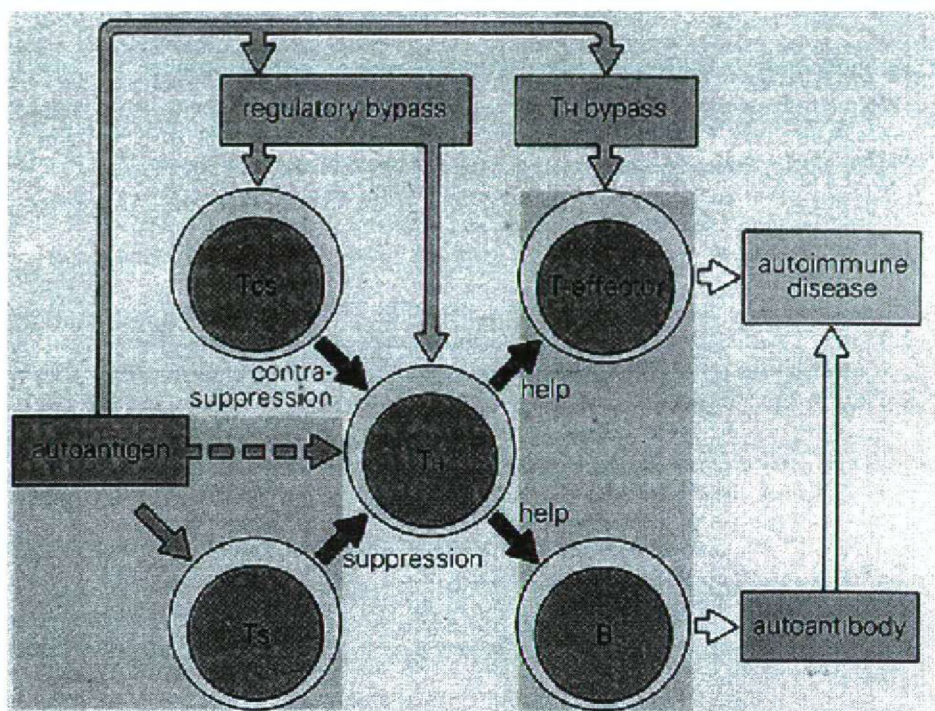 regulatory bypass
TH bypass
Tcs
T-effector
autoimmune
disease
contra-
suppression
help
autoantigen
TH
help
suppression
Ts
B
autoantibody